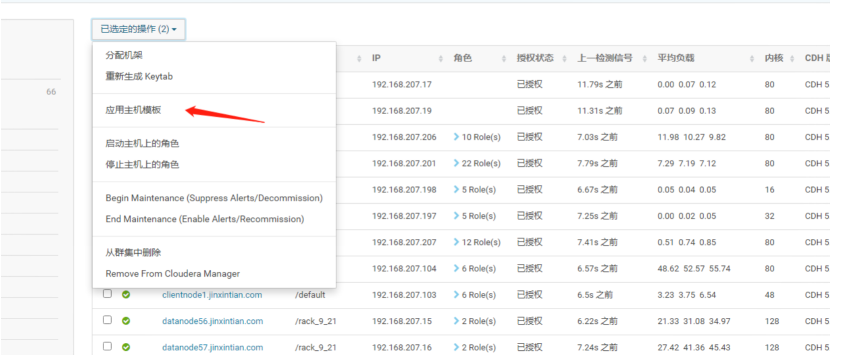 已选定的操作 (2)
分配机架
重新生成 Keytab
应用主机模板
启动主机上的角色
停止主机上的角色
Begin Maintenance (Suppress Alerts/Decommission)
End Maintenance (Enable Alerts/Recommission)
从群集中删除
Remove From Cloudera Manager
66
IP 角色 授权状态 上一检测信号 平均负载 内核 CDH 版
192.168.207.17 已授权 11.79s 之前 0.00 0.07 0.12 80 CDH 5
192.168.207.19 已授权 11.31s 之前 0.07 0.09 0.13 80 CDH 5
192.168.207.206 10 Role(s) 已授权 7.03s 之前 11.98 10.27 9.82 80 CDH 5
192.168.207.201 22 Role(s) 已授权 7.79s 之前 7.29 7.19 7.12 80 CDH 5
192.168.207.198 5 Role(s) 已授权 6.67s 之前 0.05 0.04 0.05 16 CDH 5
192.168.207.197 5 Role(s) 已授权 7.25s 之前 0.00 0.02 0.05 32 CDH 5
192.168.207.207 12 Role(s) 已授权 7.41s 之前 0.51 0.74 0.85 80 CDH 5
192.168.207.104 6 Role(s) 已授权 6.57s 之前 48.62 52.57 55.74 80 CDH 5
clientnode1.jinxintian.com /default 192.168.207.103 6 Role(s) 已授权 6.5s 之前 3.23 3.75 6.54 48 CDH 5
datanode56.jinxintian.com /rack_9_21 192.168.207.15 2 Role(s) 已授权 6.22s 之前 21.33 31.08 34.97 128 CDH 5
datanode57.jinxintian.com /rack_9_21 192.168.207.16 2 Role(s) 已授权 7.24s 之前 27.42 41.36 45.43 128 CDH 5